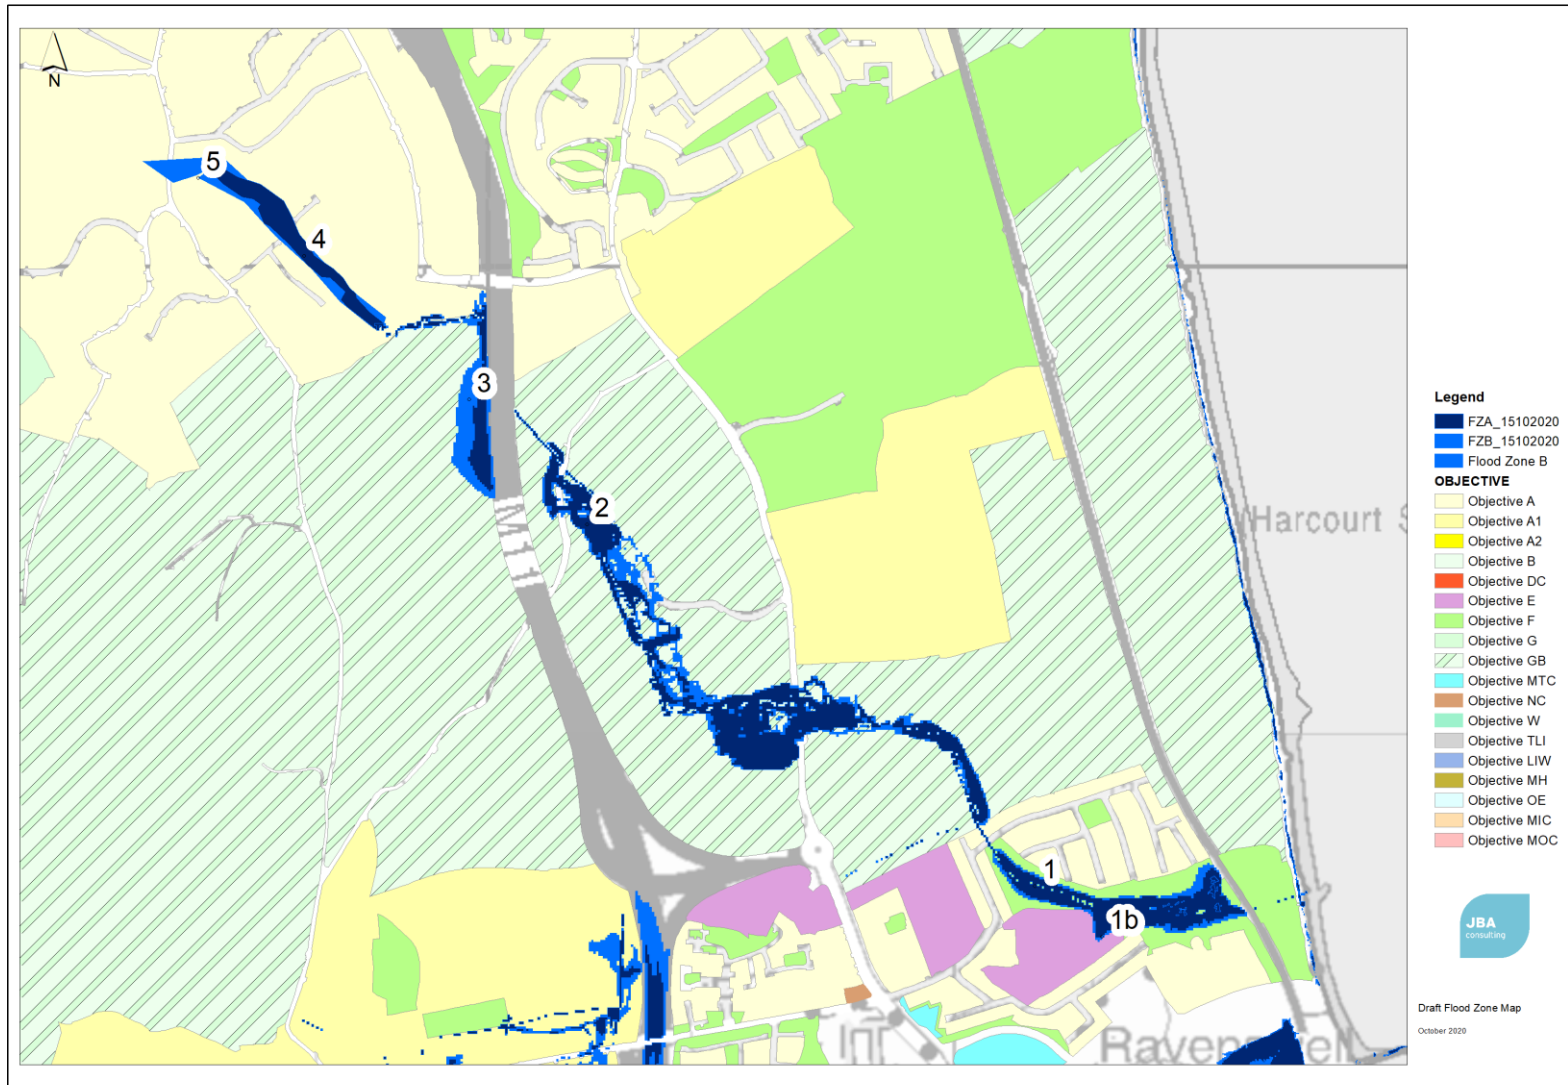 N
5
4
3
2
1
1b
M11
Harcourt S
Ravenswell
Legend
FZA_15102020
FZB_15102020
Flood Zone B
OBJECTIVE
Objective A
Objective A1
Objective A2
Objective B
Objective DC
Objective E
Objective F
Objective G
Objective GB
Objective MTC
Objective NC
Objective W
Objective TLI
Objective LIW
Objective MH
Objective OE
Objective MIC
Objective MOC
JBA
consulting
Draft Flood Zone Map
October 2020